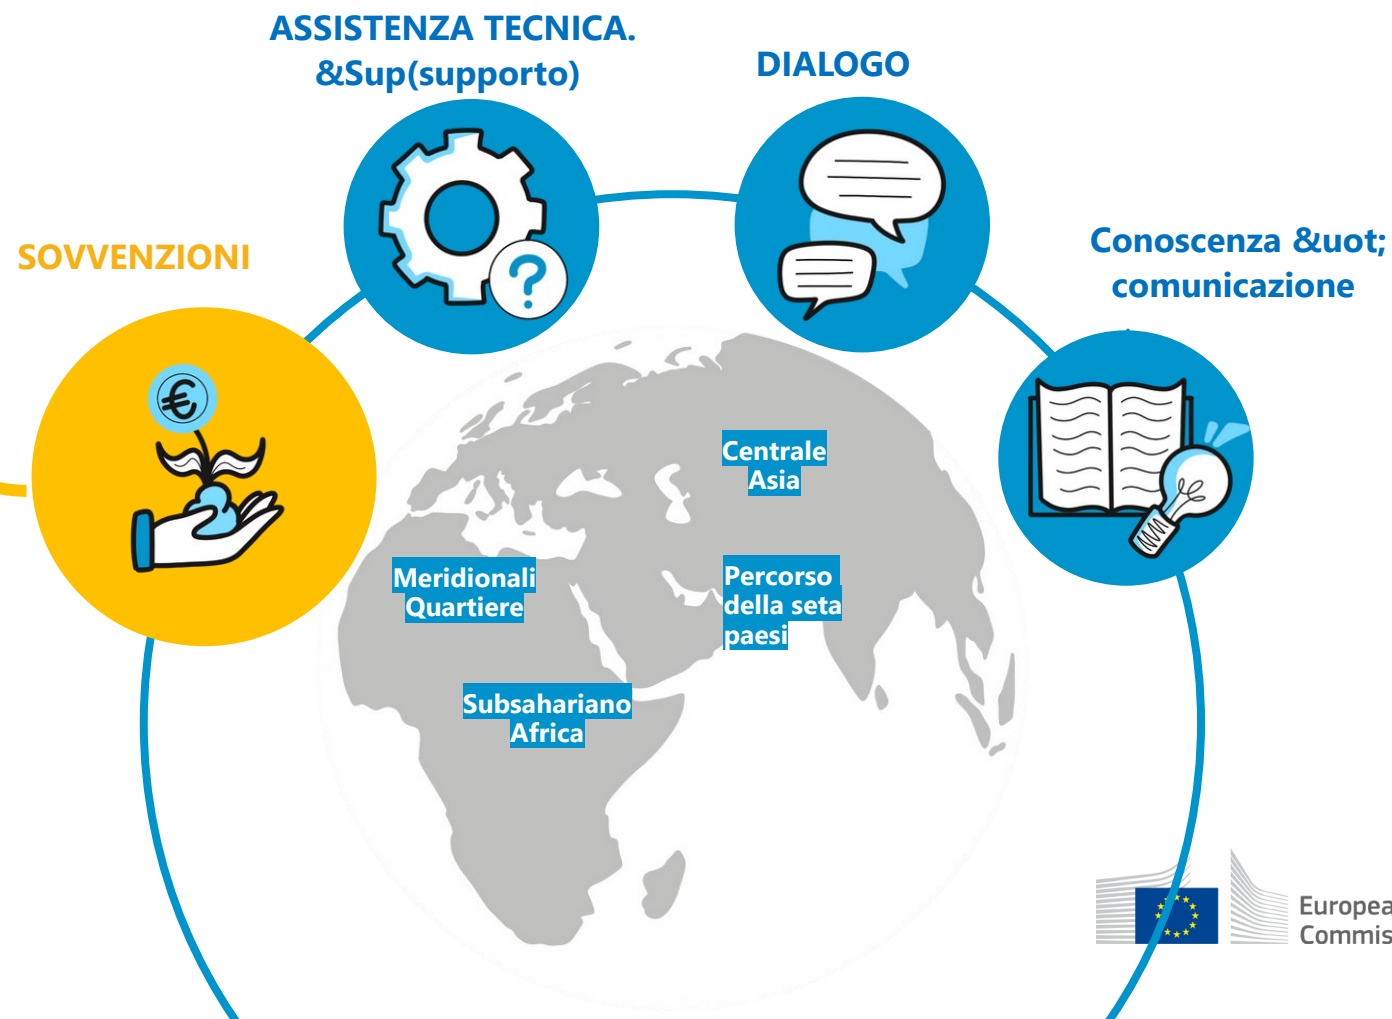 ASSISTENZA TECNICA.
&Sup(supporto)
DIALOGO
SOVVENZIONI
Conoscenza &uot;
comunicazione
€
?
Centrale
Asia
Meridionali
Quartiere
Percorso
della seta
paesi
Subsahariano
Africa
Europea
Commis